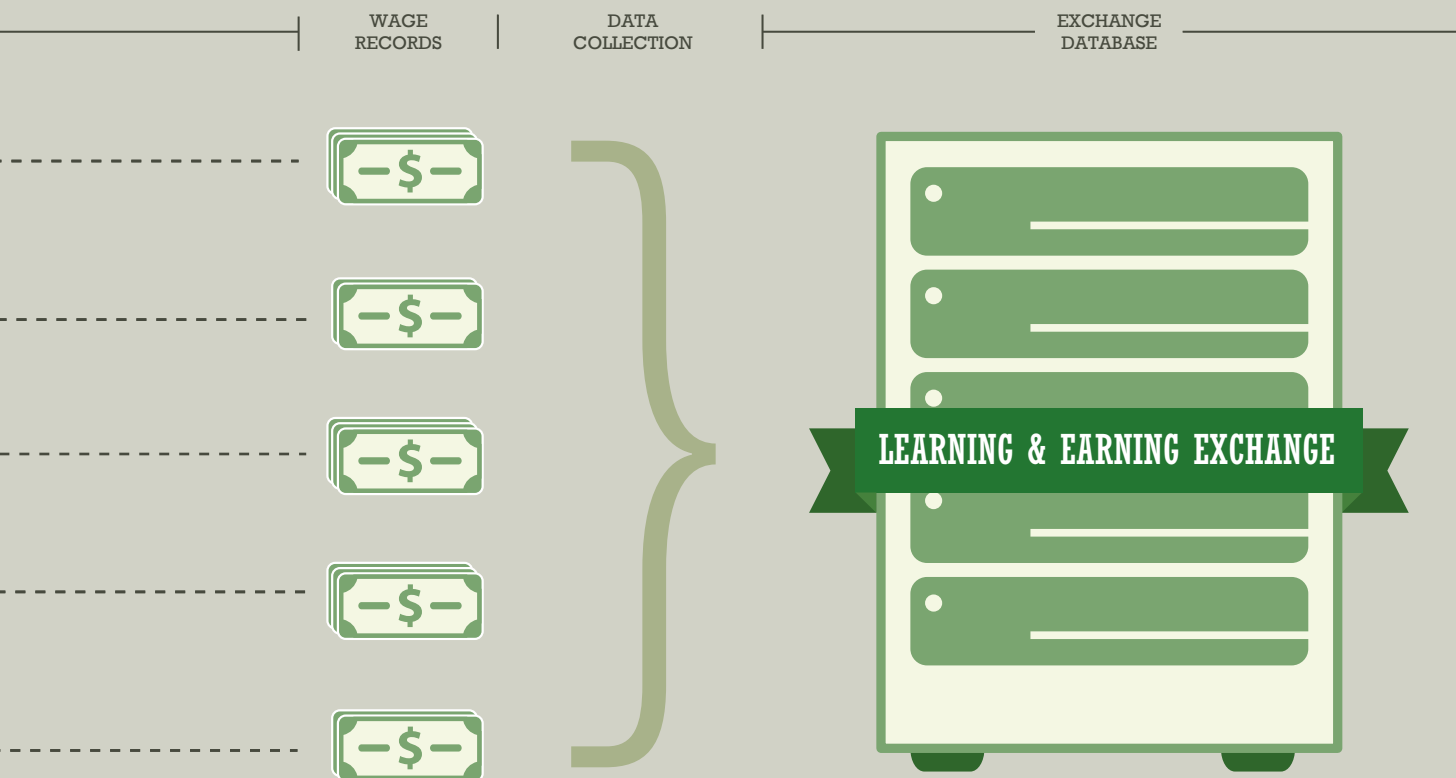 WAGE
RECORDS
DATA
COLLECTION
EXCHANGE
DATABASE
$
$
$
$
$
LEARNING & EARNING EXCHANGE